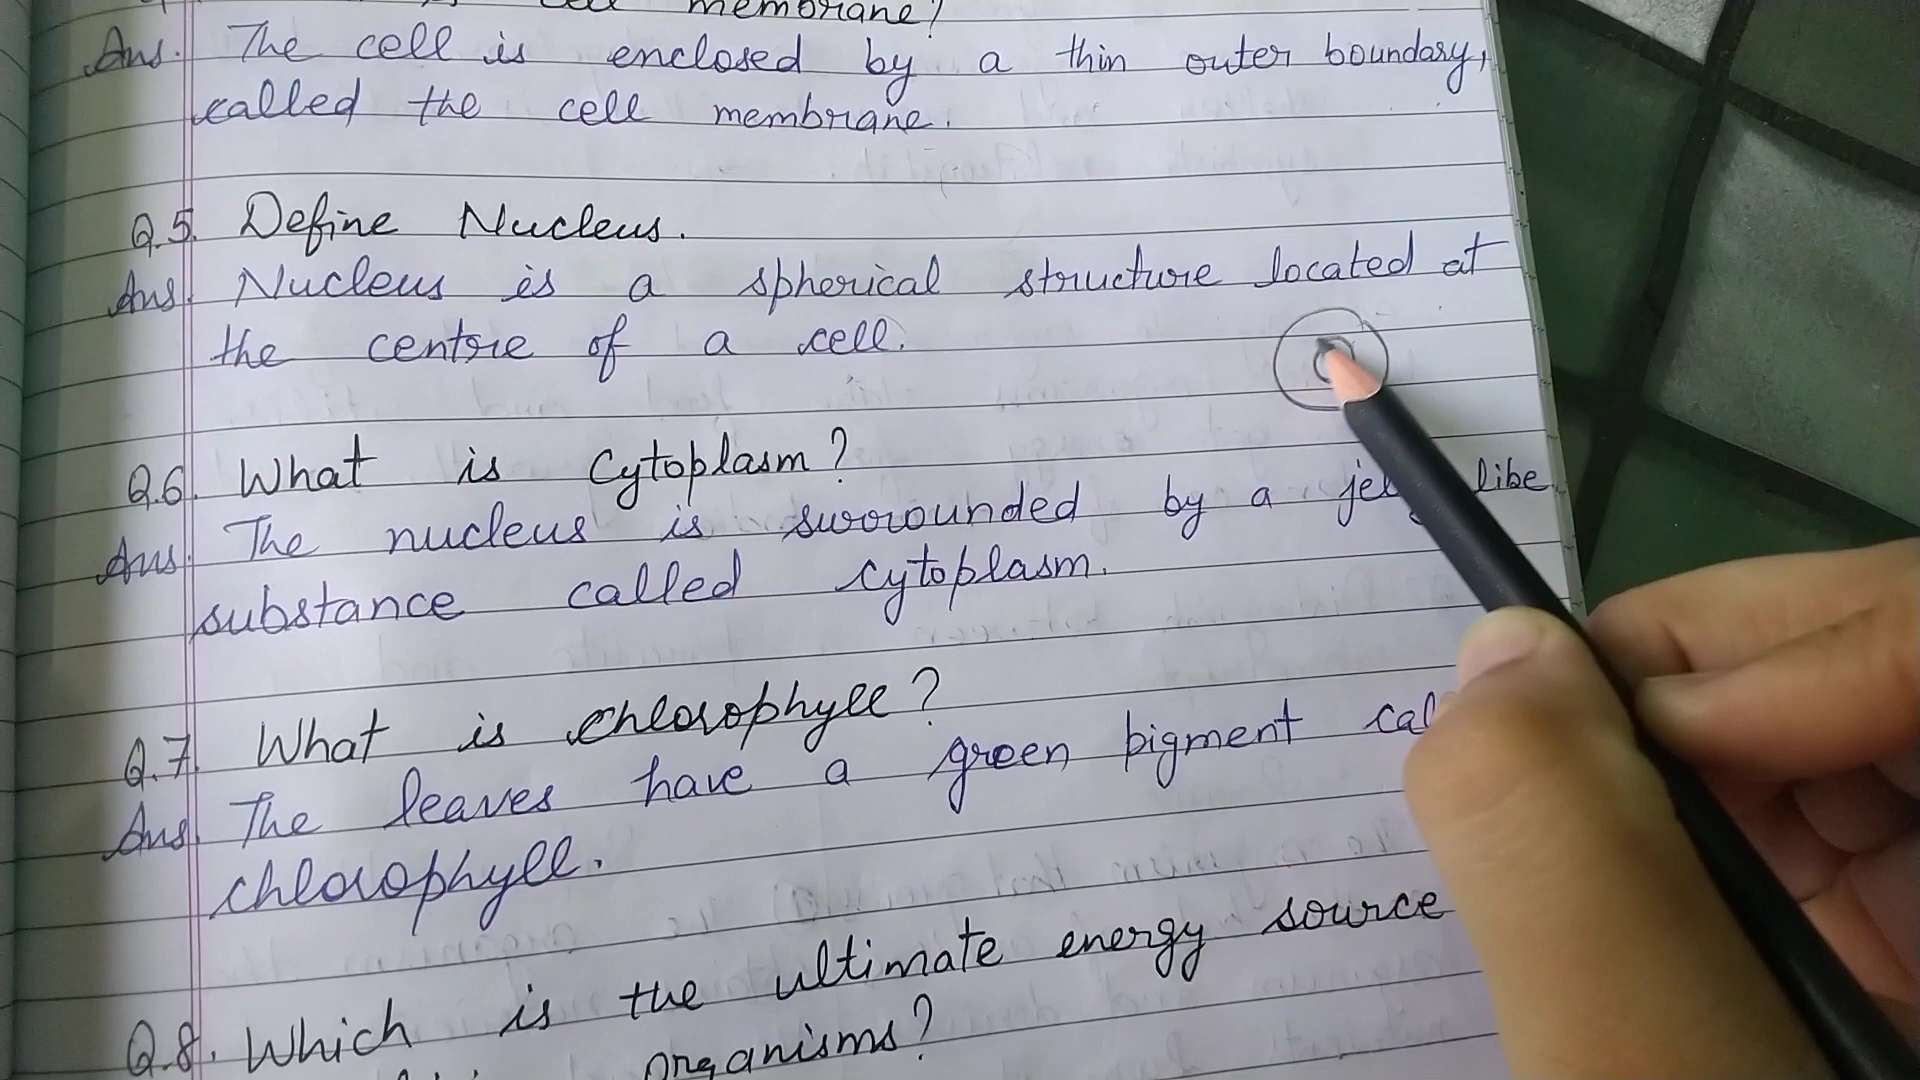 cell membrane?
Ans. The cell is enclosed by a thin outer boundary,
called the cell membrane.
Q.5. Define Nucleus.
Ans. Nucleus is a spherical structure located at
the centre of a cell.
Q.6. What is Cytoplasm?
Ans. The nucleus is surrounded by a like
substance called cytoplasm.
Q.7. What is chlorophyll?
Ans. The leaves have a green pigment
chlorophyll.
Q.8. Which is the ultimate energy source
organisms?